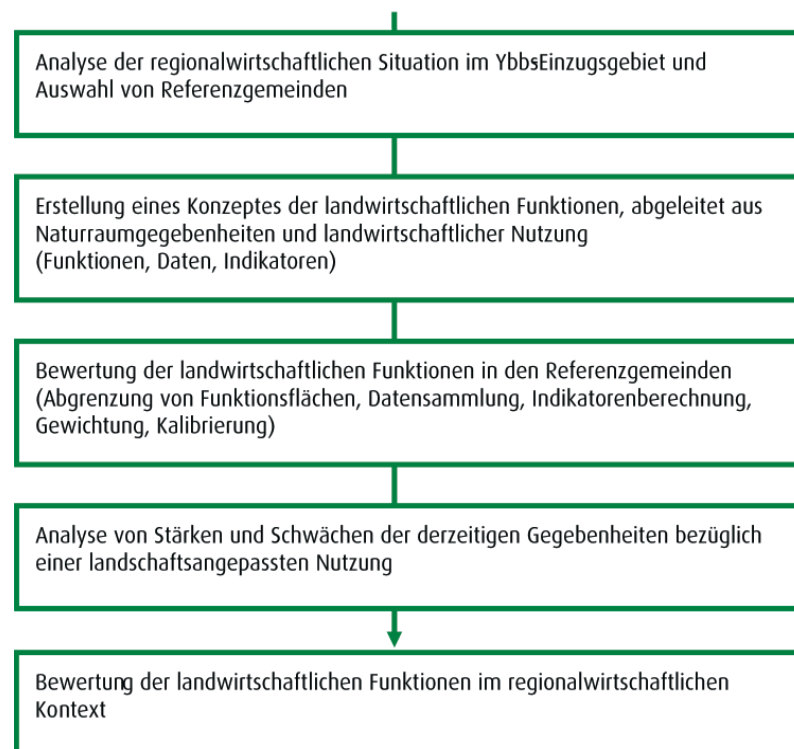 Analyse der regionalwirtschaftlichen Situation im YbbsEinzugsgebiet und
Auswahl von Referenzgemeinden
Erstellung eines Konzeptes der landwirtschaftlichen Funktionen, abgeleitet aus
Naturraumgegebenheiten und landwirtschaftlicher Nutzung
(Funktionen, Daten, Indikatoren)
Bewertung der landwirtschaftlichen Funktionen in den Referenzgemeinden
(Abgrenzung von Funktionsflächen, Datensammlung, Indikatorenberechnung,
Gewichtung, Kalibrierung)
Analyse von Stärken und Schwächen der derzeitigen Gegebenheiten bezüglich
einer landschaftsangepassten Nutzung
Bewertung der landwirtschaftlichen Funktionen im regionalwirtschaftlichen
Kontext